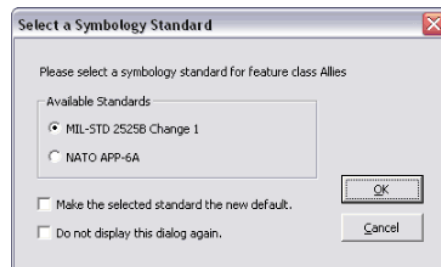 Select a Symbology Standard
Please select a symbology standard for feature class Allies
Available Standards
MIL-STD 2525B Change 1
NATO APP-6A
Make the selected standard the new default.
Do not display this dialog again.
OK
Cancel